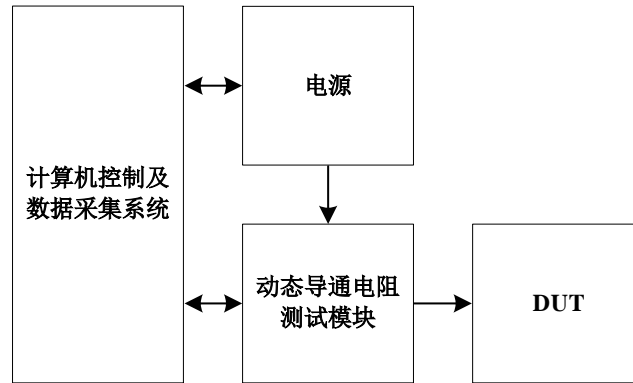 电源
计算机控制及
数据采集系统
动态导通电阻
测试模块
DUT